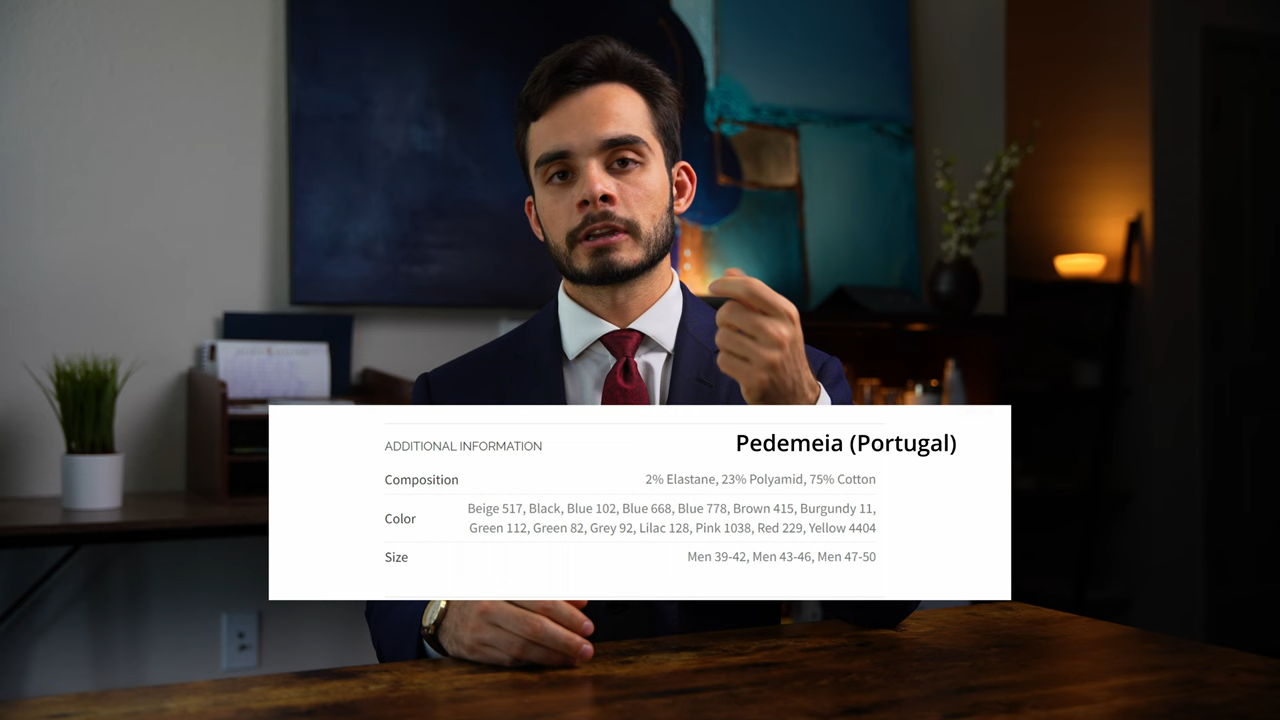 ADDITIONAL INFORMATION
Pedemeia (Portugal)
Composition
2% Elastane, 23% Polyamid, 75% Cotton
Color
Beige 517, Black, Blue 102, Blue 668, Blue 778, Brown 415, Burgundy 11,
Green 112, Green 82, Grey 92, Lilac 128, Pink 1038, Red 229, Yellow 4404
Size
Men 39-42, Men 43-46, Men 47-50